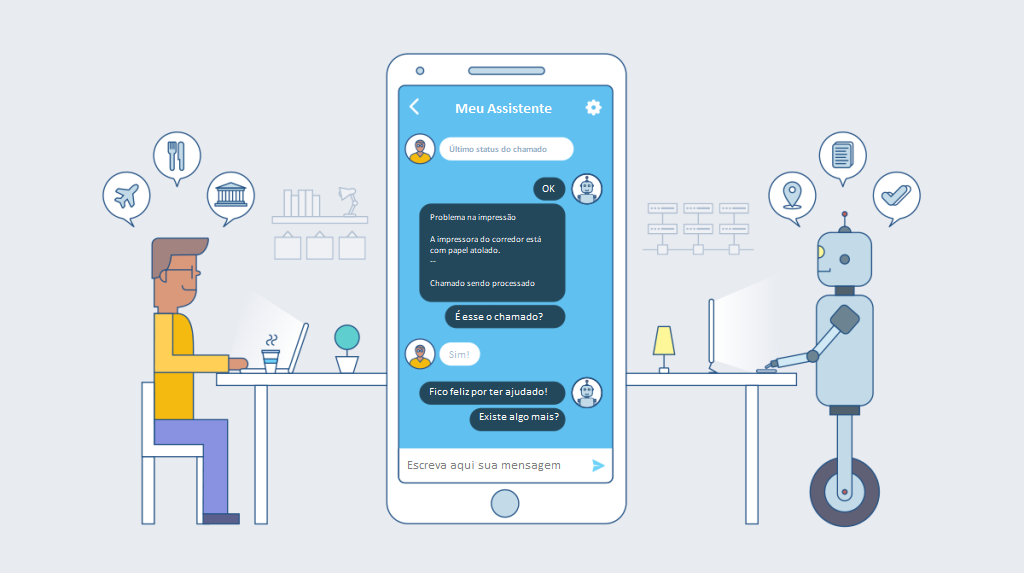 Meu Assistente
Último status do chamado
OK
Problema na impressão
A impressora do corredor está
com papel atolado.
--
Chamado sendo processado
É esse o chamado?
Sim!
Fico feliz por ter ajudado!
Existe algo mais?
Escreva aqui sua mensagem